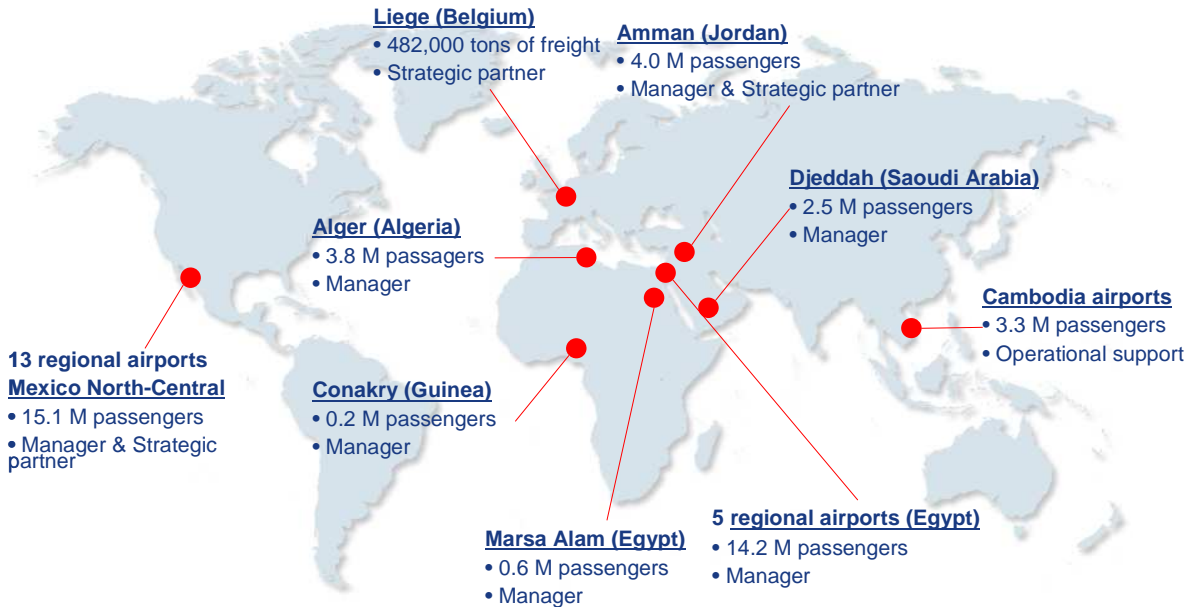 Liege (Belgium)
• 482,000 tons of freight
• Strategic partner
Amman (Jordan)
• 4.0 M passengers
• Manager & Strategic partner
Djeddah (Saoudi Arabia)
• 2.5 M passengers
• Manager
Alger (Algeria)
• 3.8 M passagers
• Manager
Cambodia airports
• 3.3 M passengers
• Operational support
13 regional airports
Mexico North-Central
• 15.1 M passengers
• Manager & Strategic
partner
Conakry (Guinea)
• 0.2 M passengers
• Manager
Marsa Alam (Egypt)
• 0.6 M passengers
• Manager
5 regional airports (Egypt)
• 14.2 M passengers
• Manager